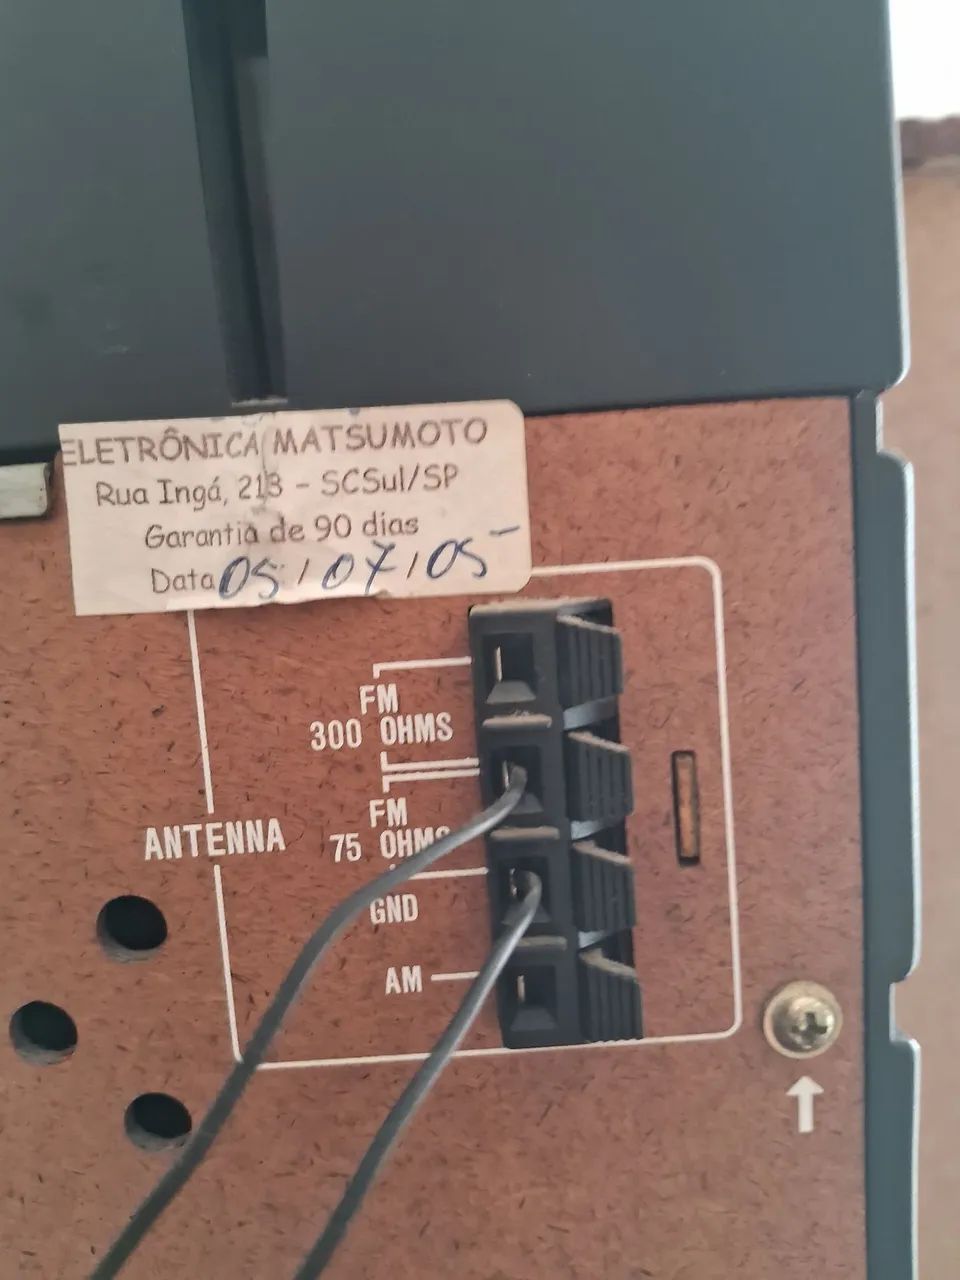 ELETRÔNICA MATSUMOTO
Rua Ingá, 213 - SCSul/SP
Garantia de 90 dias
Data 05/07/05-
FM
300 OHMS
FM
75 OHMS
ANTENNA
GND
AM